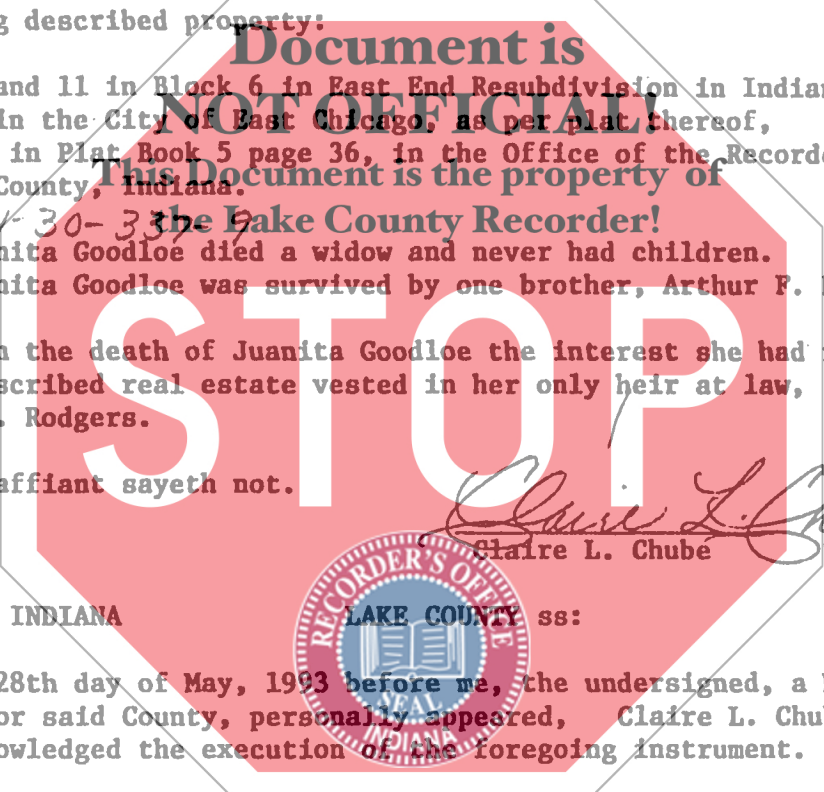 g described property:
Document is
and 11 in Block 6 in East End Resubdivision in Indian
NOT OFFICIAL!
in the City of East Chicago, as per plat thereof,
in Plat Book 5 page 36, in the Office of the Recorde
This Document is the property of
County, Indiana.
the Lake County Recorder!
30-337-9
nita Goodloe died a widow and never had children.
nita Goodloe was survived by one brother, Arthur F.
STOP
n the death of Juanita Goodloe the interest she had
scribed real estate vested in her only heir at law,
. Rodgers.
affiant sayeth not.
Claire L. Ch
Claire L. Chube
RECORDER'S OFFICE
INDIANA LAKE COUNTY ss:
28th day of May, 1993 before me, the undersigned, a
or said County, personally appeared, Claire L. Chu
SEAL
INDIANA
owledged the execution of the foregoing instrument.